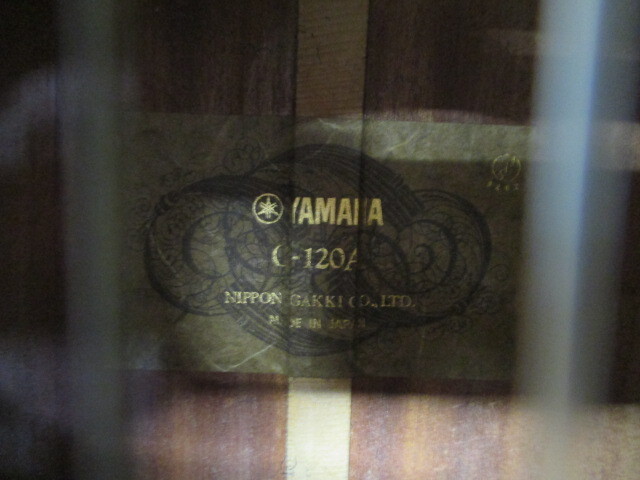 YAMAHA
C-120A
NIPPON GAKKI CO., LTD.
MADE IN JAPAN